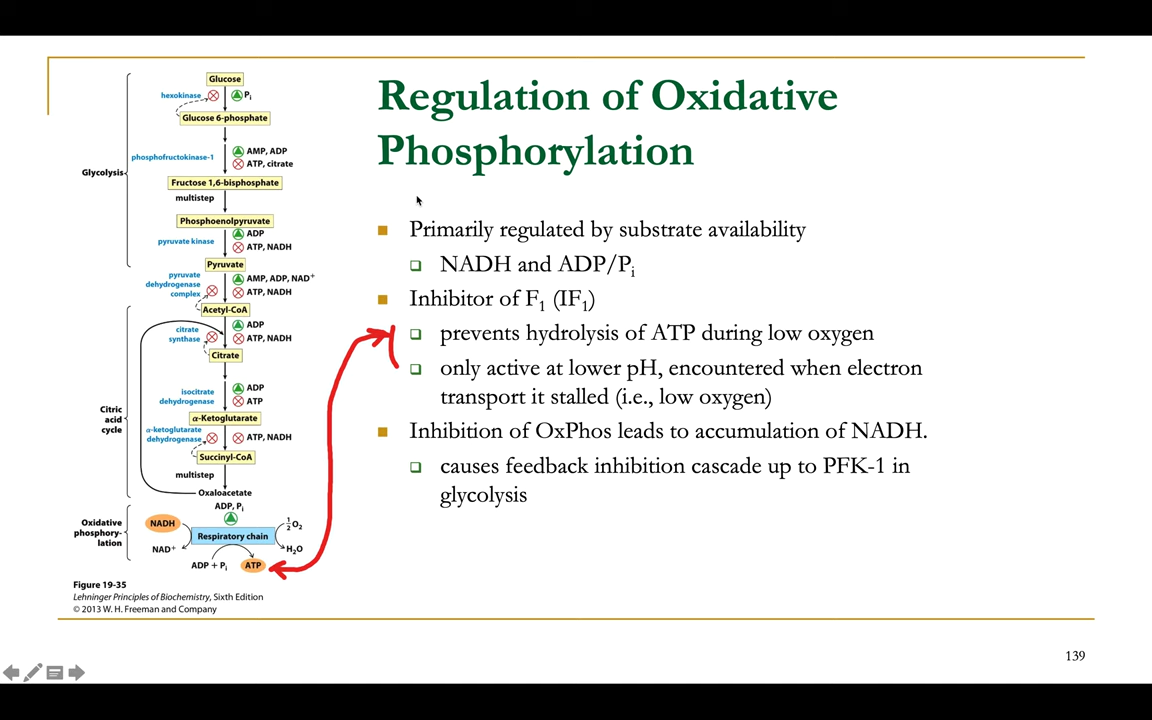 Regulation of Oxidative
Phosphorylation
Primarily regulated by substrate availability
NADH and ADP/Pi
Inhibitor of F1 (IF1)
prevents hydrolysis of ATP during low oxygen
only active at lower pH, encountered when electron
transport it stalled (i.e., low oxygen)
Inhibition of OxPhos leads to accumulation of NADH.
causes feedback inhibition cascade up to PFK-1 in
glycolysis
Glucose
hexokinase
Pi
Glucose 6-phosphate
phosphofructokinase-1
AMP, ADP
ATP, citrate
Glycolysis
Fructose 1,6-bisphosphate
multistep
Phosphoenolpyruvate
pyruvate kinase
ADP
ATP, NADH
Pyruvate
pyruvate
dehydrogenase
complex
AMP, ADP, NAD+
ATP, NADH
Acetyl-CoA
citrate
synthase
ADP
ATP, NADH
Citrate
isocitrate
dehydrogenase
ADP
ATP
Citric
acid
cycle
α-Ketoglutarate
α-ketoglutarate
dehydrogenase
ATP, NADH
Succinyl-CoA
multistep
Oxaloacetate
ADP, Pi
Oxidative
phosphory-
lation
NADH
1/2 O2
Respiratory chain
NAD+
H2O
ADP + Pi
ATP
Figure 19-35
Lehninger Principles of Biochemistry, Sixth Edition
© 2013 W. H. Freeman and Company
139